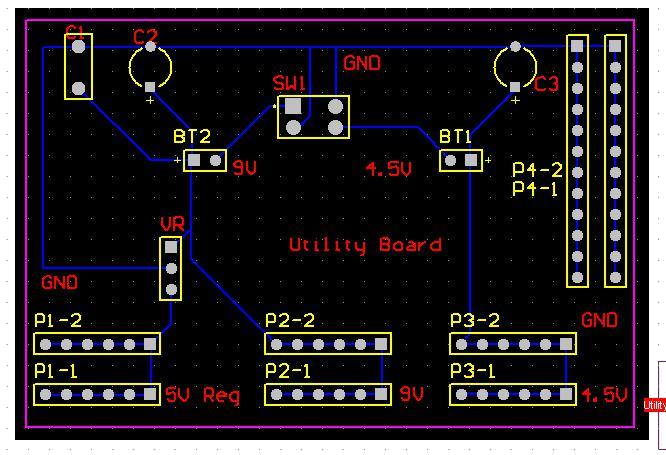 C1
C2
GND
SW1
C3
BT2
9V
4.5V
BT1
P4-2
P4-1
VR
Utility Board
GND
P1-2
P2-2
P3-2
GND
P1-1
5V Reg
P2-1
9V
P3-1
4.5V
Utility